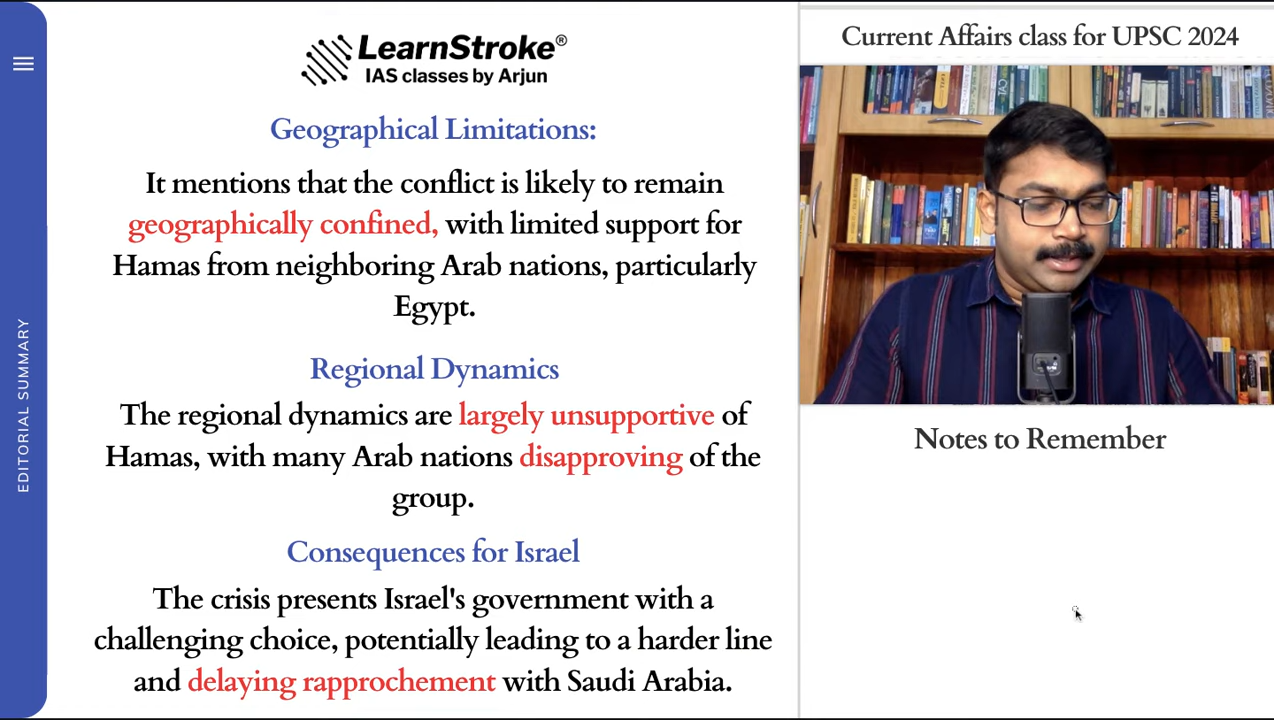 LearnStroke®
IAS classes by Arjun
Geographical Limitations:
It mentions that the conflict is likely to remain
geographically confined, with limited support for
Hamas from neighboring Arab nations, particularly
Egypt.
Regional Dynamics
The regional dynamics are largely unsupportive of
Hamas, with many Arab nations disapproving of the
group.
Consequences for Israel
The crisis presents Israel's government with a
challenging choice, potentially leading to a harder line
and delaying rapprochement with Saudi Arabia.
EDITORIAL SUMMARY
Current Affairs class for UPSC 2024
Notes to Remember